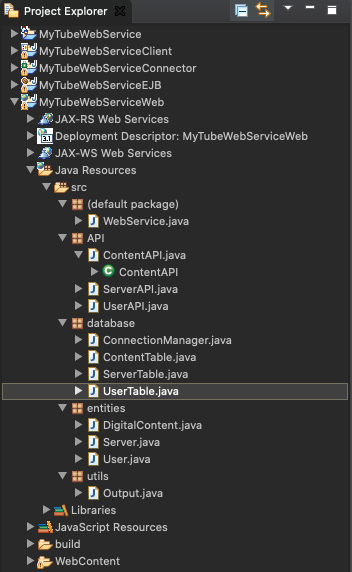 Project Explorer
MyTubeWebService
MyTubeWebServiceClient
MyTubeWebServiceConnector
MyTubeWebServiceEJB
MyTubeWebServiceWeb
JAX-RS Web Services
Deployment Descriptor: MyTubeWebServiceWeb
JAX-WS Web Services
Java Resources
src
(default package)
WebService.java
API
ContentAPI.java
ContentAPI
ServerAPI.java
UserAPI.java
database
ConnectionManager.java
ContentTable.java
ServerTable.java
UserTable.java
entities
DigitalContent.java
Server.java
User.java
utils
Output.java
Libraries
JavaScript Resources
build
WebContent